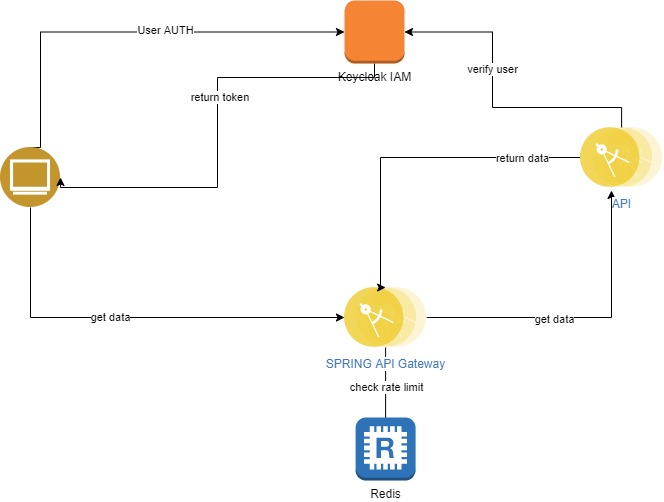 User AUTH
Keycloak IAM
verify user
return token
return data
API
get data
get data
SPRING API Gateway
check rate limit
R
Redis